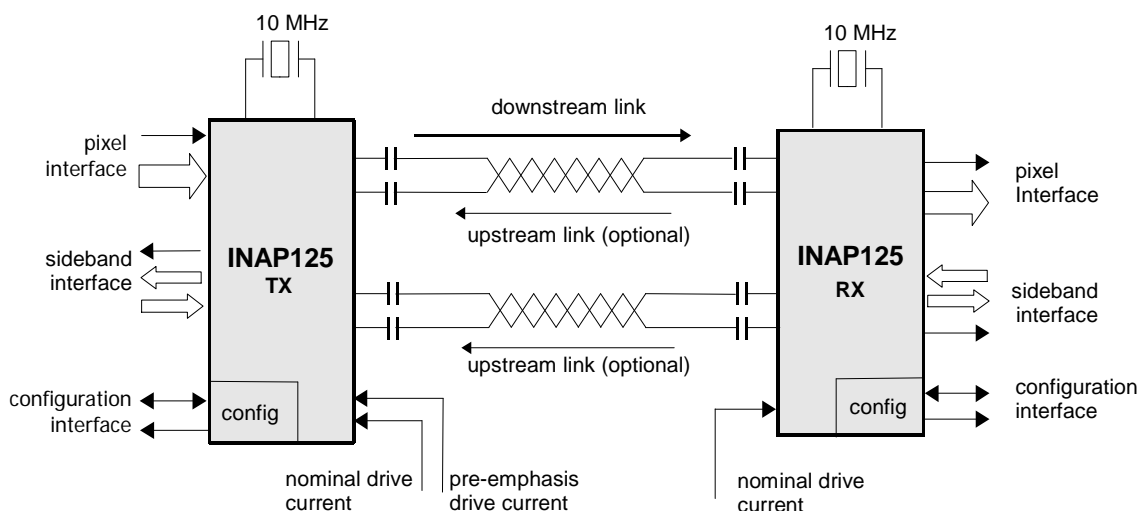 10 MHz
10 MHz
downstream link
pixel
interface
pixel
Interface
upstream link (optional)
INAP125
TX
INAP125
RX
sideband
interface
sideband
interface
upstream link (optional)
configuration
interface
config
config
configuration
interface
nominal drive
current
pre-emphasis
drive current
nominal drive
current